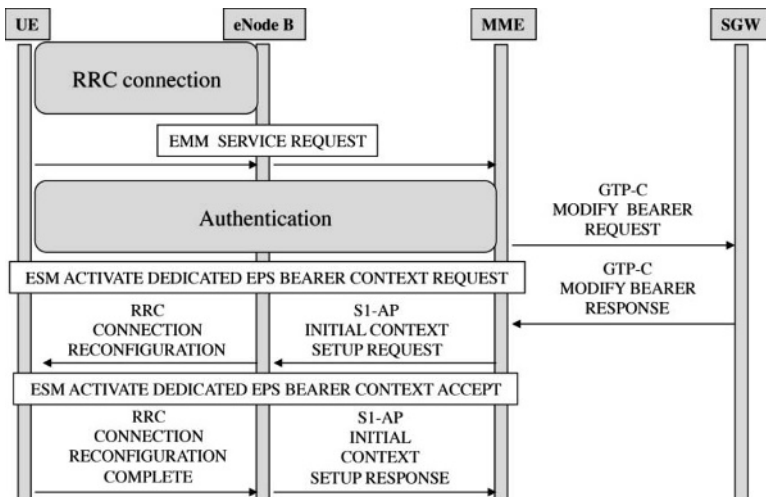 UE
eNode B
MME
SGW
RRC connection
EMM SERVICE REQUEST
Authentication
GTP-C
MODIFY BEARER
REQUEST
ESM ACTIVATE DEDICATED EPS BEARER CONTEXT REQUEST
GTP-C
MODIFY BEARER
RESPONSE
RRC
CONNECTION
RECONFIGURATION
S1-AP
INITIAL CONTEXT
SETUP REQUEST
ESM ACTIVATE DEDICATED EPS BEARER CONTEXT ACCEPT
RRC
CONNECTION
RECONFIGURATION
COMPLETE
S1-AP
INITIAL
CONTEXT
SETUP RESPONSE